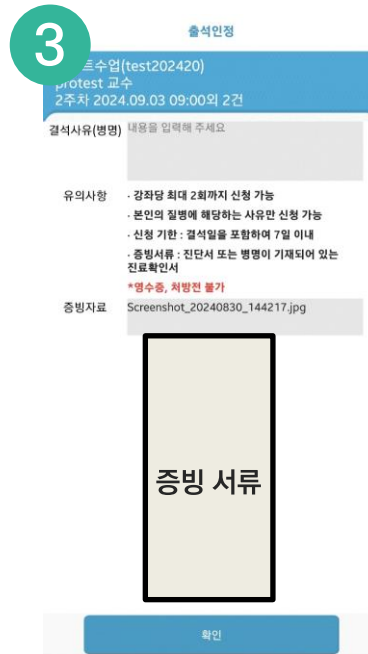 3
출석인정
트수업(test202420)
protest 교수
2주차 2024.09.03 09:00외 2건
결석사유(병명) 내용을 입력해 주세요
유의사항 · 강좌당 최대 2회까지 신청 가능
· 본인의 질병에 해당하는 사유만 신청 가능
· 신청 기한 : 결석일을 포함하여 7일 이내
· 증빙서류 : 진단서 또는 병명이 기재되어 있는
진료확인서
*영수증, 처방전 불가
증빙자료 Screenshot_20240830_144217.jpg
증빙 서류
확인